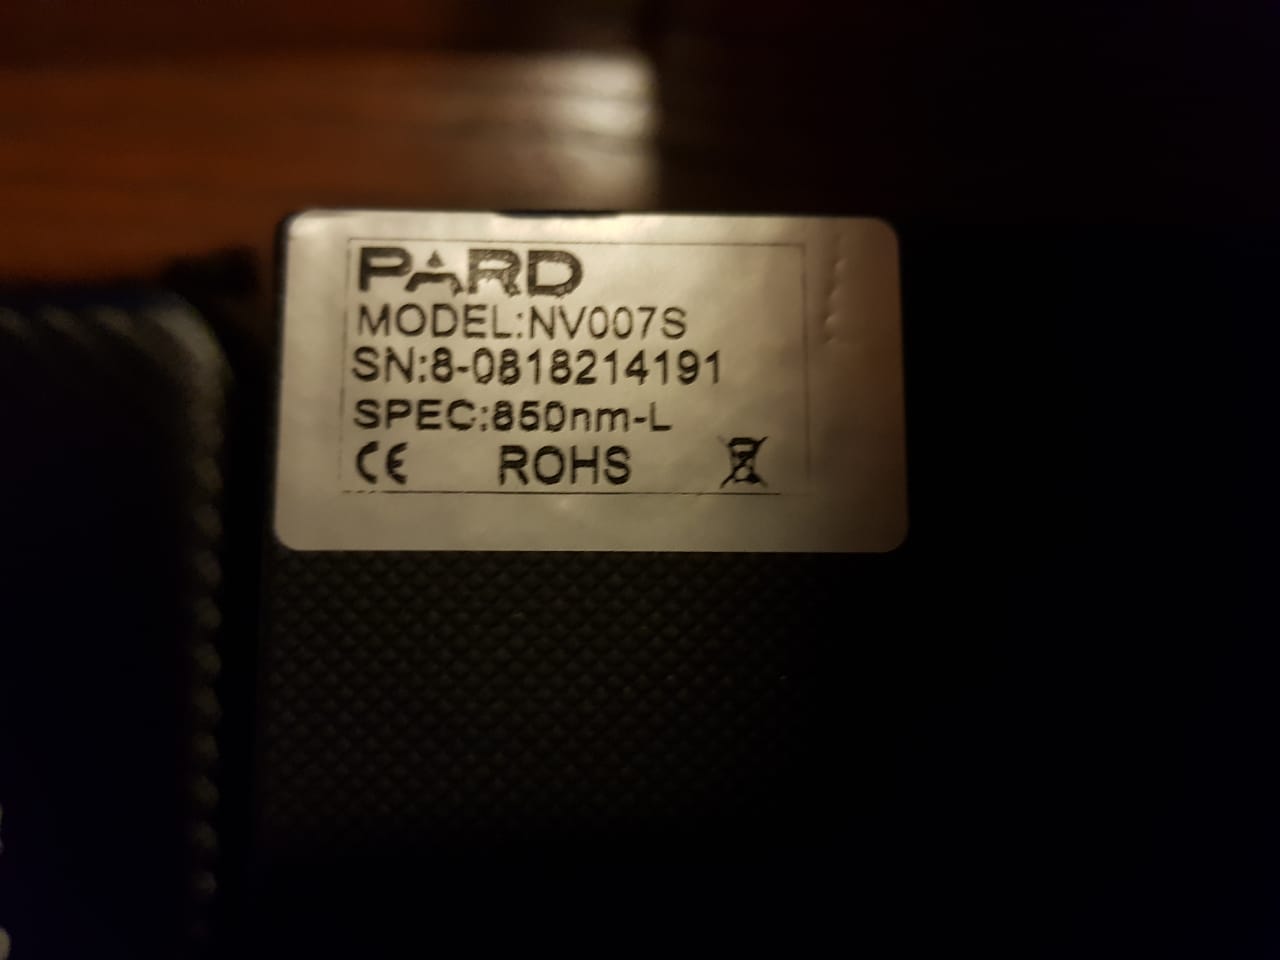 PARD
MODEL:NV007S
SN:8-0818214191
SPEC:850nm-L
CE ROHS